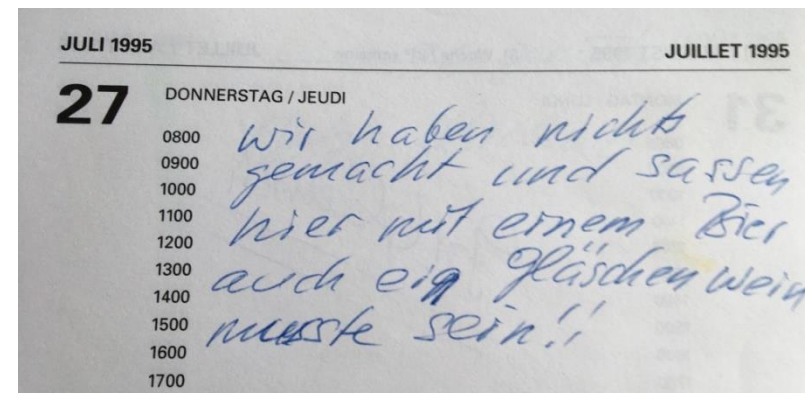 JULI 1995 JUILLET 1995
27 DONNERSTAG / JEUDI
0800 wir haben nichts
0900 gemacht und sassen
1000
1100 hier mit einem Bier
1200
1300 auch ein Gläschen wein
1400
1500 musste sein!!
1600
1700